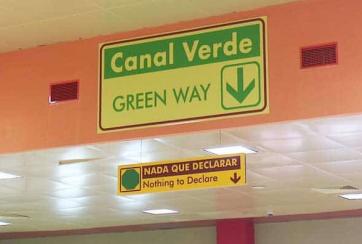 Canal Verde
GREEN WAY
NADA QUE DECLARAR
Nothing to Declare